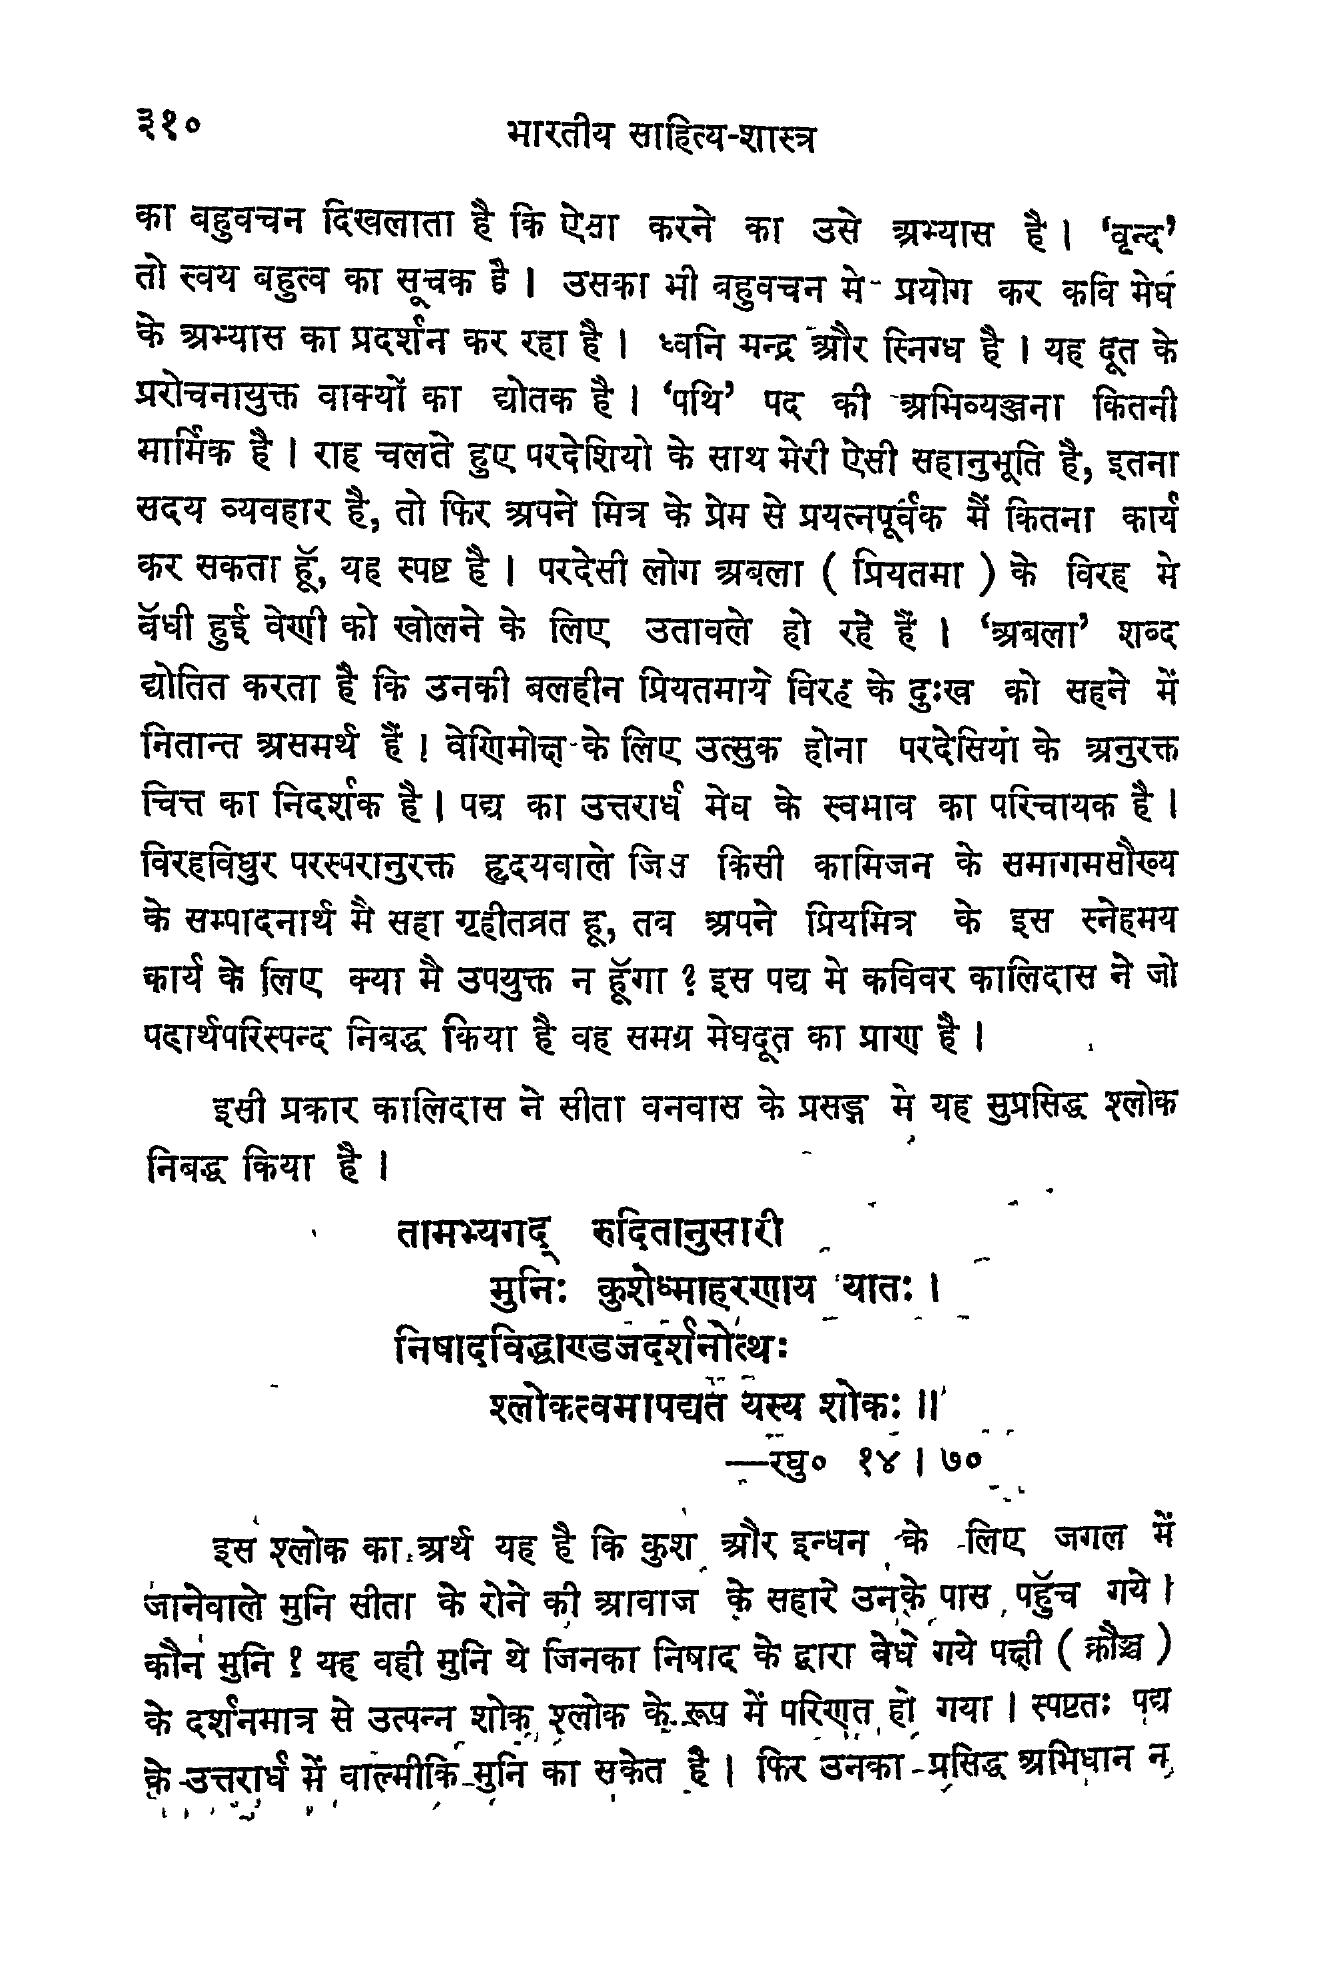 ३१० भारतीय साहित्य-शास्त्र
का बहुवचन दिखलाता है कि ऐसा करने का उसे अभ्यास है। ‘वृन्द’
तो स्वय बहुत्व का सूचक है। उसका भी बहुवचन मे प्रयोग कर कवि मेघ
के अभ्यास का प्रदर्शन कर रहा है। ध्वनि मन्द्र और स्निग्ध है। यह दूत के
प्ररोचनायुक्त वाक्यों का द्योतक है। ‘पथि’ पद की अभिव्यञ्जना कितनी
मार्मिक है। राह चलते हुए परदेशियो के साथ मेरी ऐसी सहानुभूति है, इतना
सदय व्यवहार है, तो फिर अपने मित्र के प्रेम से प्रयत्नपूर्वक मैं कितना कार्य
कर सकता हूॅ, यह स्पष्ट है। परदेसी लोग अबला ( प्रियतमा ) के विरह मे
बॅधी हुई वेणी को खोलने के लिए उतावले हो रहे हैं। ‘अबला’ शब्द
द्योतित करता है कि उनकी बलहीन प्रियतमाये विरह के दुःख को सहने में
नितान्त असमर्थ हैं। वेणिमोक्ष के लिए उत्सुक होना परदेसियों के अनुरक्त
चित्त का निदर्शक है। पद्य का उत्तरार्ध मेघ के स्वभाव का परिचायक है।
विरहविधुर परस्परानुरक्त हृदयवाले जिस किसी कामिजन के समागमसौख्य
के सम्पादनार्थ मै सहा गृहीतव्रत हू, तव अपने प्रियमित्र के इस स्नेहमय
कार्य के लिए क्या मै उपयुक्त न हूॅगा ? इस पद्य मे कविवर कालिदास ने जो
पदार्थपरिस्पन्द निबद्ध किया है वह समग्र मेघदूत का प्राण है।
इसी प्रकार कालिदास ने सीता वनवास के प्रसङ्ग मे यह सुप्रसिद्ध श्लोक
निबद्ध किया है।
तामभ्यगद् रुदितानुसारी
मुनिः कुशेध्माहरणाय यातः।
निषादविद्धाण्डजदर्शनोत्थः
श्लोकत्वमापद्यत यस्य शोकः॥
—रघु० १४। ७०
इस श्लोक का अर्थ यह है कि कुश और इन्धन के लिए जगल में
जानेवाले मुनि सीता के रोने की आवाज के सहारे उनके पास पहुॅच गये।
कौन मुनि ? यह वही मुनि थे जिनका निषाद के द्वारा बेधे गये पक्षी ( क्रौञ्च )
के दर्शनमात्र से उत्पन्न शोक श्लोक के रूप में परिणत हो गया। स्पष्टतः पद्य
के उत्तरार्ध में वाल्मीकि मुनि का सकेत है। फिर उनका प्रसिद्ध अभिधान न